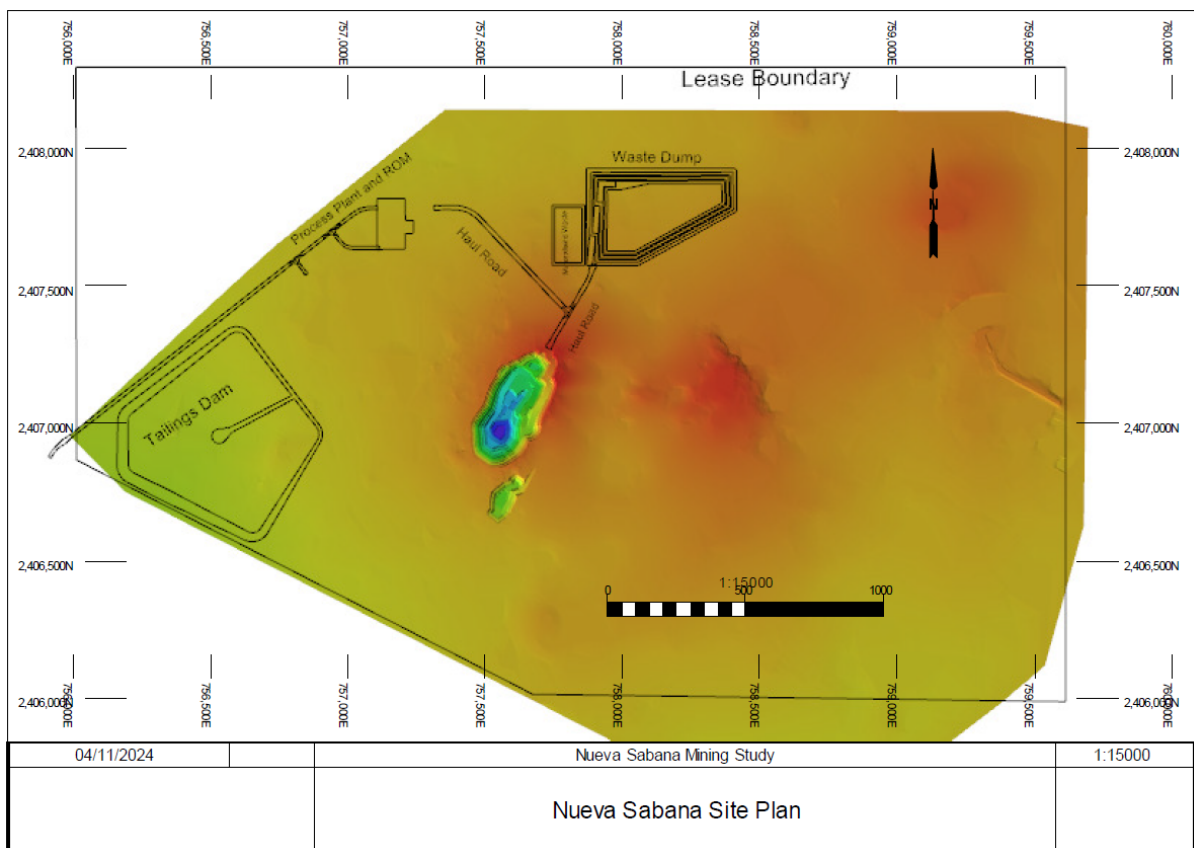 756,000E
756,500E
757,000E
757,500E
758,000E
758,500E
759,000E
759,500E
760,000E
Lease Boundary
2,408,000N
2,408,000N
Waste Dump
Process Plant and ROM
Haul Road
2,407,500N
2,407,500N
Haul Road
Tailings Dam
2,407,000N
2,407,000N
N
2,406,500N
2,406,500N
1:15000
0
500
1000
2,406,000N
2,406,000N
756,000E
756,500E
757,000E
757,500E
758,000E
758,500E
759,000E
759,500E
760,000E
04/11/2024
Nueva Sabana Mining Study
1:15000
Nueva Sabana Site Plan